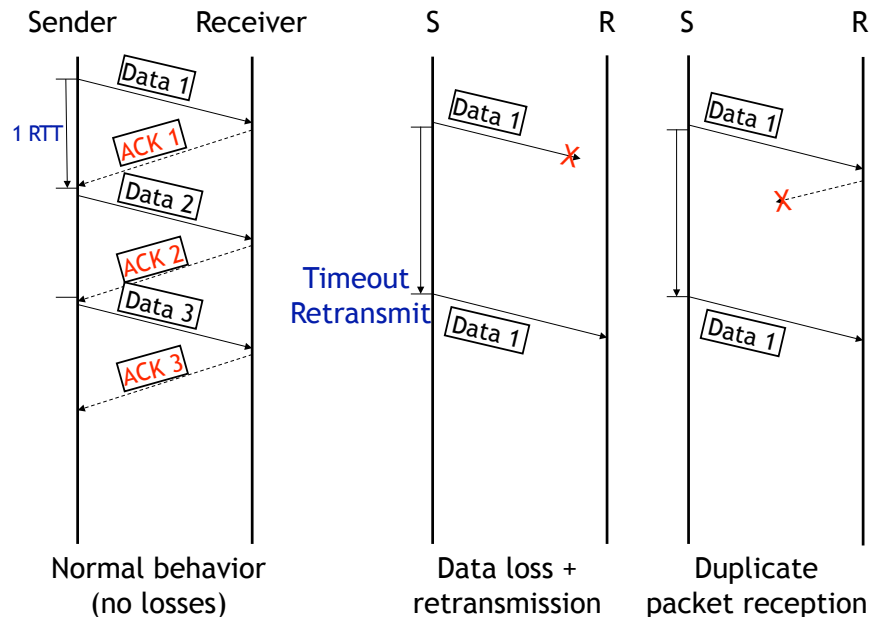 Sender
Receiver
Data 1
1 RTT
ACK 1
Data 2
ACK 2
Data 3
ACK 3
Normal behavior
(no losses)
S
R
Data 1
X
Timeout
Retransmit
Data 1
Data loss +
retransmission
S
R
Data 1
X
Data 1
Duplicate
packet reception